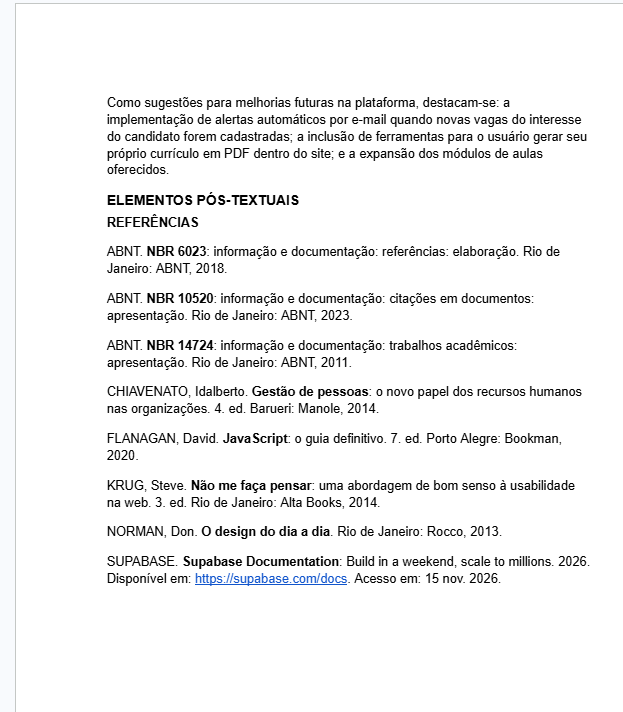 Como sugestões para melhorias futuras na plataforma, destacam-se: a
implementação de alertas automáticos por e-mail quando novas vagas do interesse
do candidato forem cadastradas; a inclusão de ferramentas para o usuário gerar seu
próprio currículo em PDF dentro do site; e a expansão dos módulos de aulas
oferecidos.
ELEMENTOS PÓS-TEXTUAIS
REFERÊNCIAS
ABNT. NBR 6023: informação e documentação: referências: elaboração. Rio de
Janeiro: ABNT, 2018.
ABNT. NBR 10520: informação e documentação: citações em documentos:
apresentação. Rio de Janeiro: ABNT, 2023.
ABNT. NBR 14724: informação e documentação: trabalhos acadêmicos:
apresentação. Rio de Janeiro: ABNT, 2011.
CHIAVENATO, Idalberto. Gestão de pessoas: o novo papel dos recursos humanos
nas organizações. 4. ed. Barueri: Manole, 2014.
FLANAGAN, David. JavaScript: o guia definitivo. 7. ed. Porto Alegre: Bookman,
2020.
KRUG, Steve. Não me faça pensar: uma abordagem de bom senso à usabilidade
na web. 3. ed. Rio de Janeiro: Alta Books, 2014.
NORMAN, Don. O design do dia a dia. Rio de Janeiro: Rocco, 2013.
SUPABASE. Supabase Documentation: Build in a weekend, scale to millions. 2026.
Disponível em: https://supabase.com/docs. Acesso em: 15 nov. 2026.